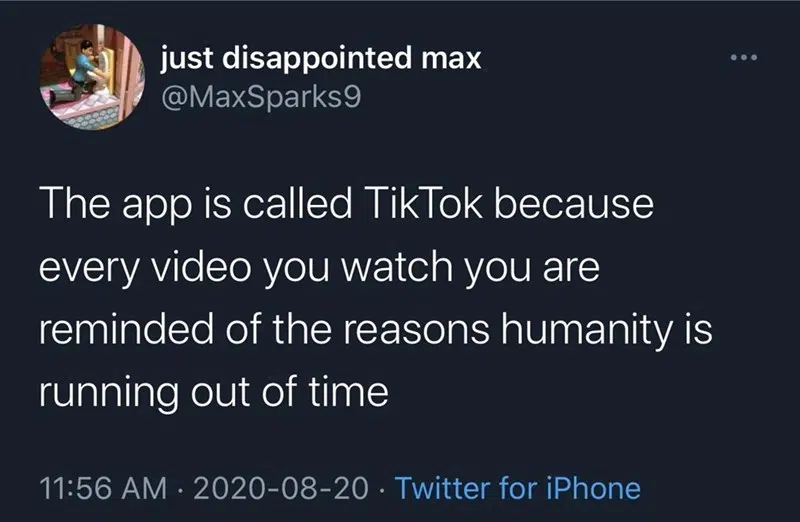 just disappointed max
@MaxSparks9
The app is called TikTok because
every video you watch you are
reminded of the reasons humanity is
running out of time
11:56 AM · 2020-08-20 · Twitter for iPhone